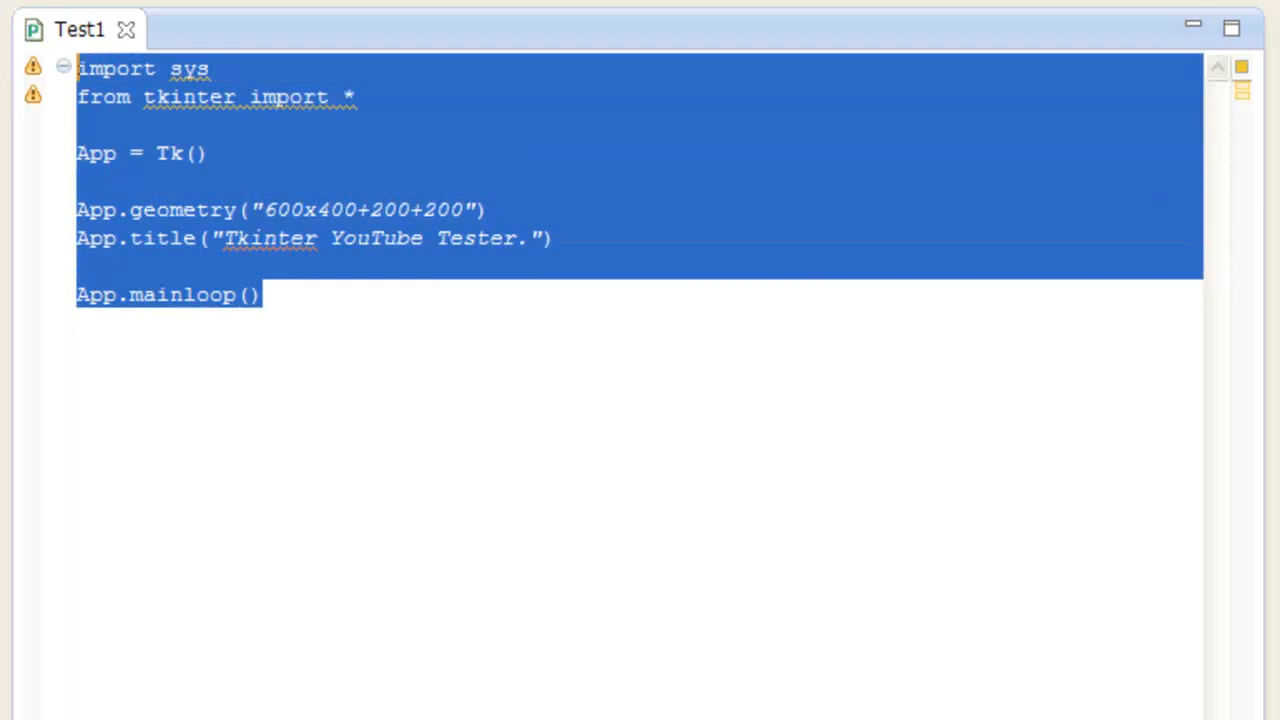 Test1
import sys
from tkinter import *
App = Tk()
App.geometry("600x400+200+200")
App.title("Tkinter YouTube Tester.")
App.mainloop()